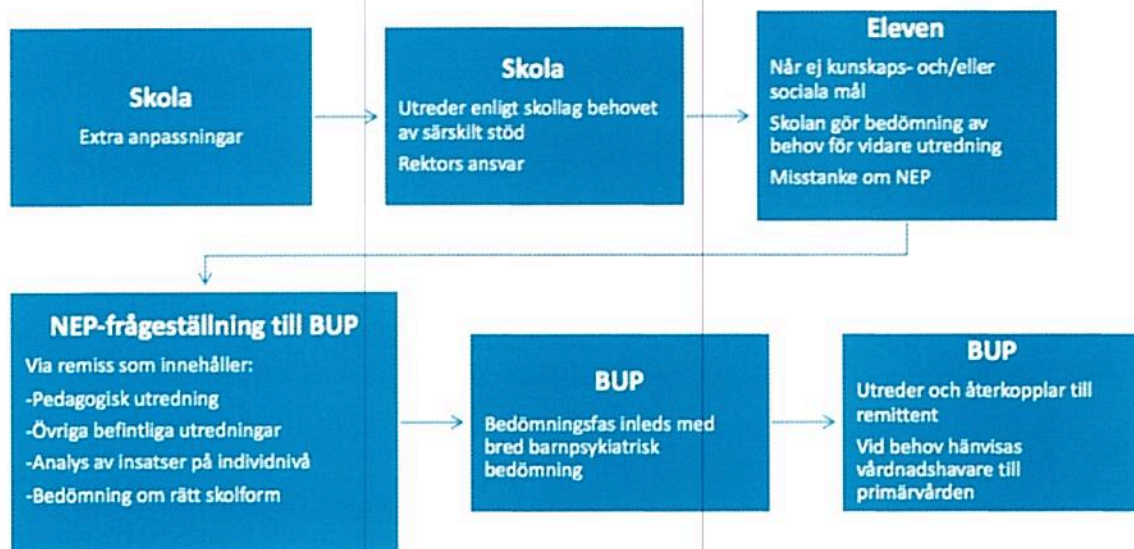 Skola
Extra anpassningar
Skola
Utreder enligt skollag behovet
av särskilt stöd
Rektors ansvar
Eleven
Når ej kunskaps- och/eller
sociala mål
Skolan gör bedömning av
behov för vidare utredning
Misstanke om NEP
NEP-frågeställning till BUP
Via remiss som innehåller:
-Pedagogisk utredning
-Övriga befintliga utredningar
-Analys av insatser på individnivå
-Bedömning om rätt skolform
BUP
Bedömningsfas inleds med
bred barnpsykiatrisk
bedömning
BUP
Utreder och återkopplar till
remittent
Vid behov hänvisas
vårdnadshavare till
primärvården